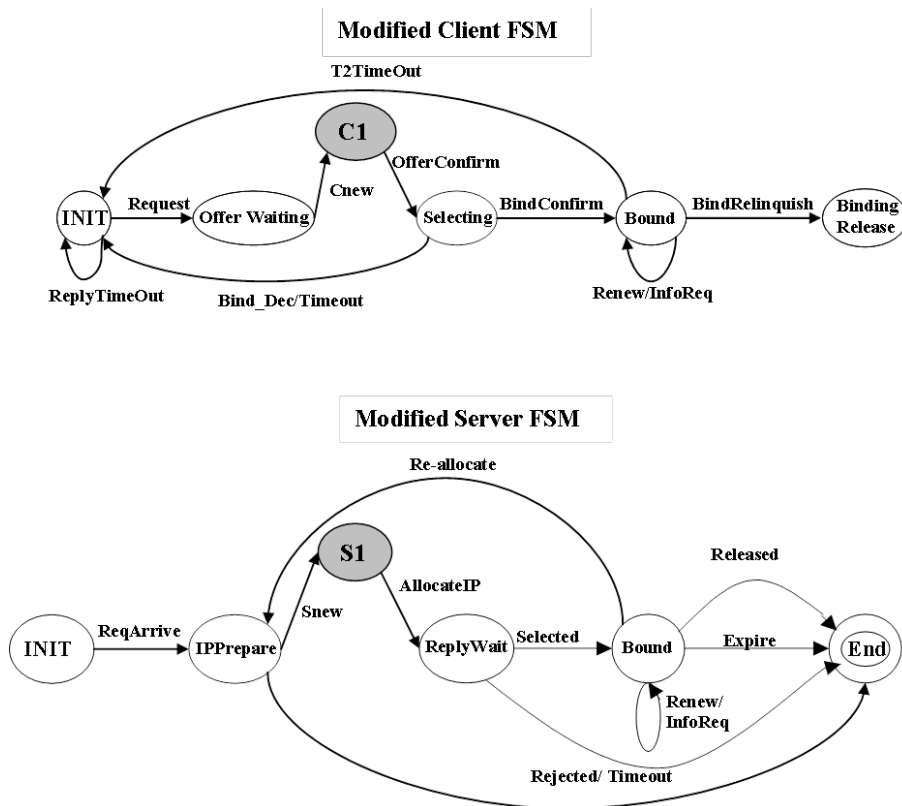 Modified Client FSM
T2TimeOut
C1
OfferConfirm
Cnew
Request
BindConfirm
BindRelinquish
INIT
Offer Waiting
Selecting
Bound
Binding
Release
ReplyTimeOut
Bind_Dec/Timeout
Renew/InfoReq
Modified Server FSM
Re-allocate
S1
Released
AllocateIP
Snew
ReqArrive
Selected
Expire
INIT
IPPrepare
ReplyWait
Bound
End
Renew/
InfoReq
Rejected/ Timeout